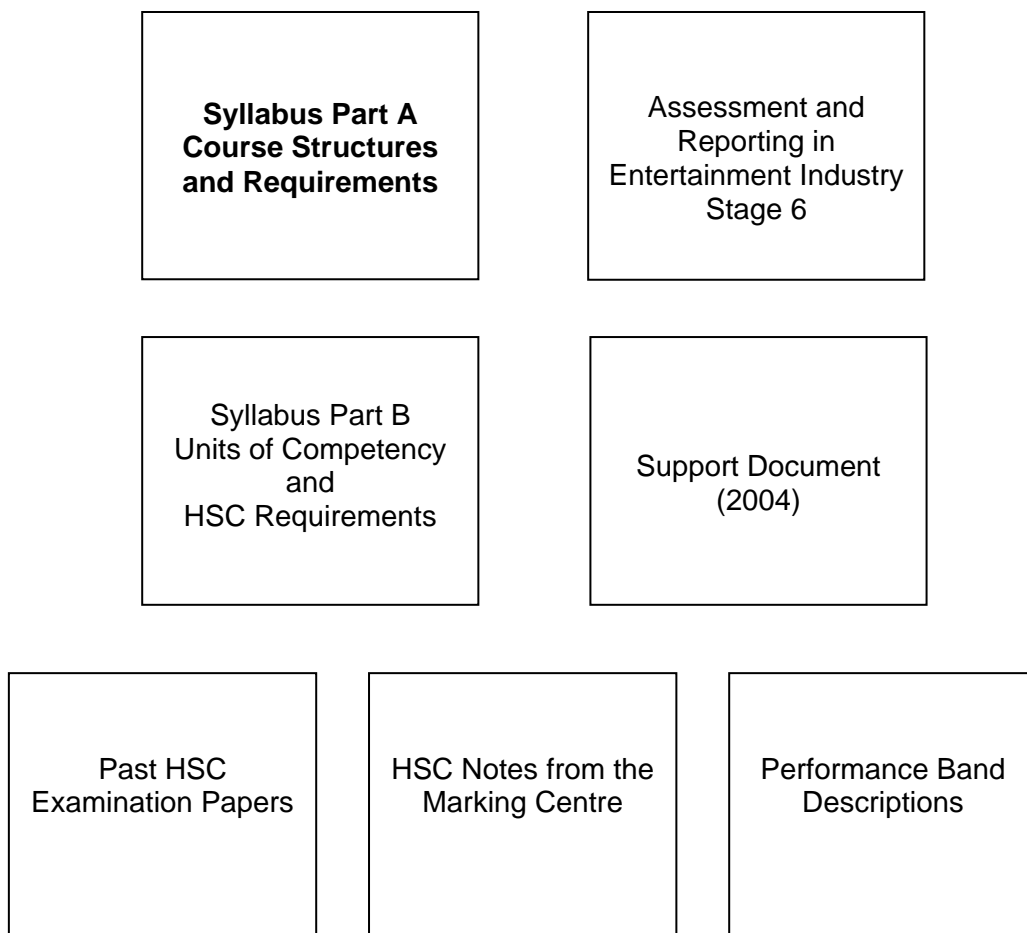 Syllabus Part A
Course Structures
and Requirements
Assessment and
Reporting in
Entertainment Industry
Stage 6
Syllabus Part B
Units of Competency
and
HSC Requirements
Support Document
(2004)
Past HSC
Examination Papers
HSC Notes from the
Marking Centre
Performance Band
Descriptions